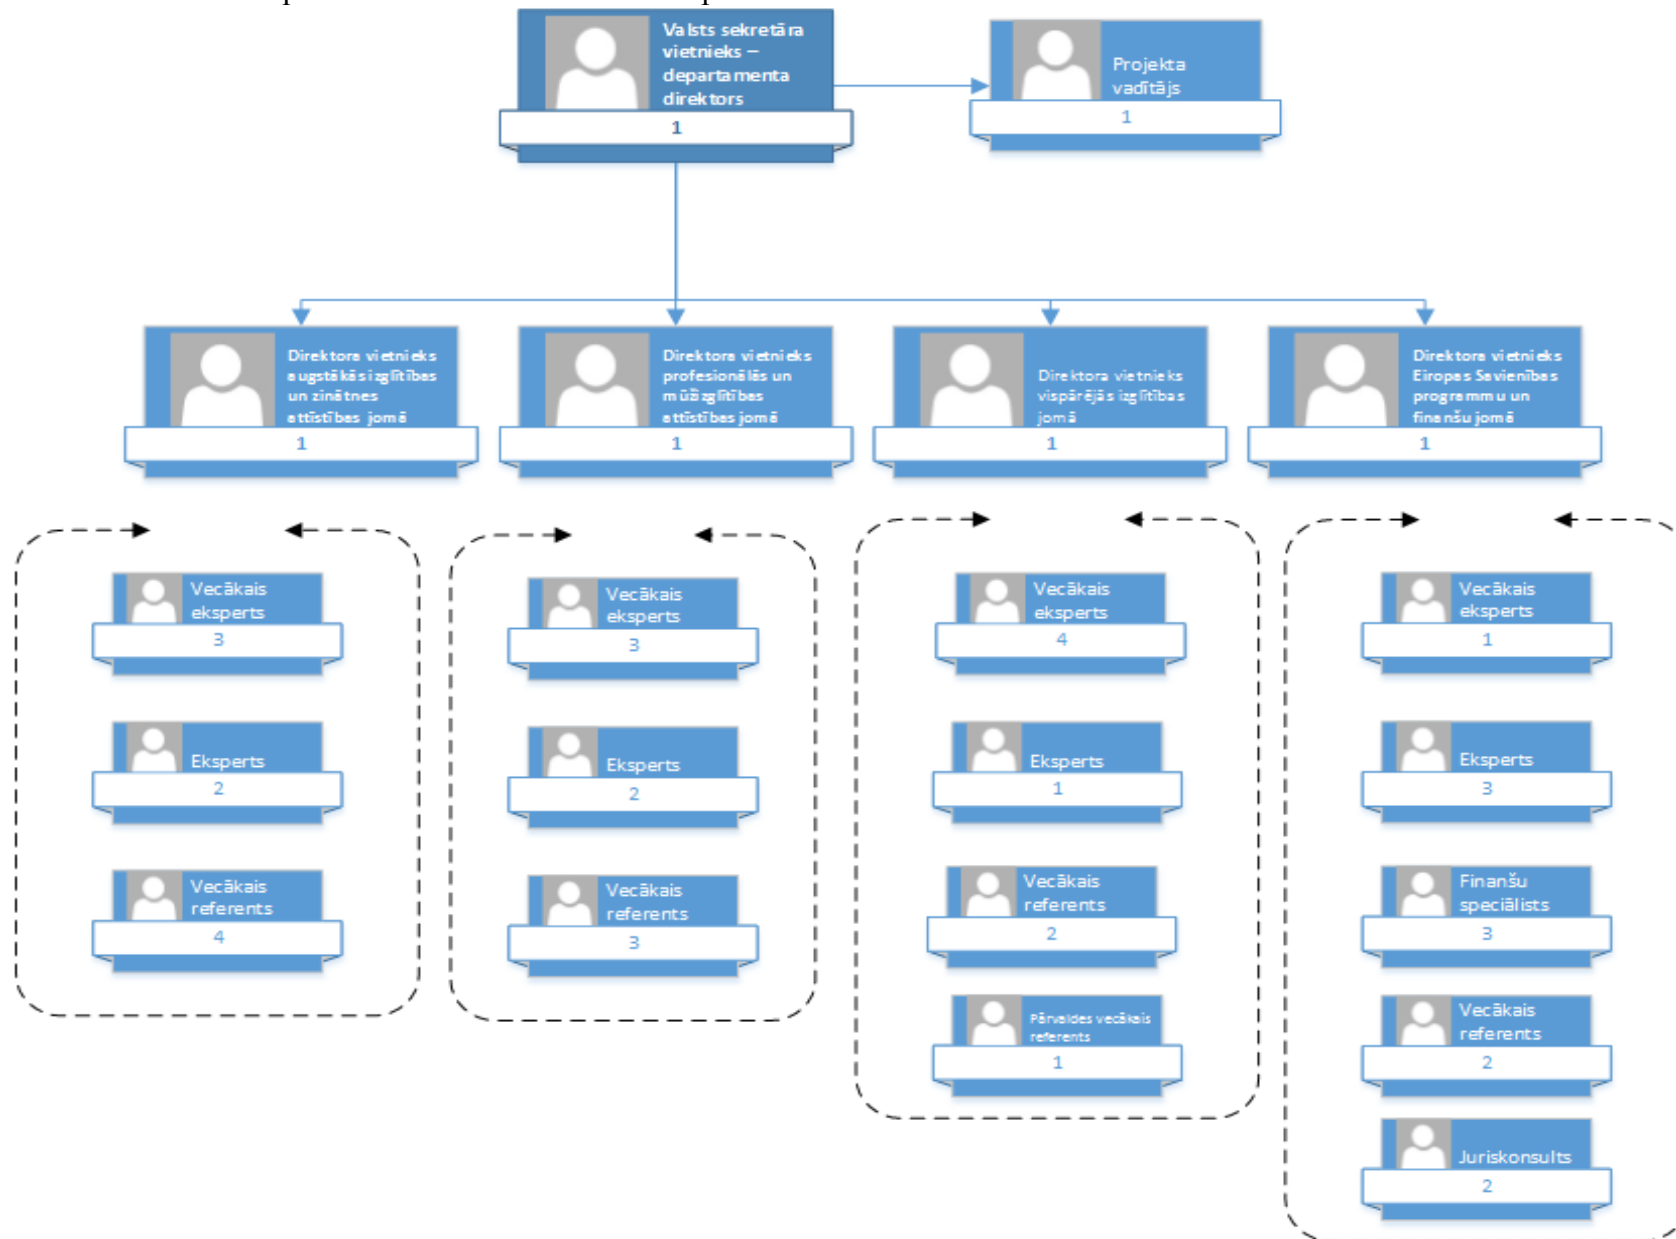 Valsts sekretāra
vietnieks –
departamenta
direktors
1
Projekta
vadītājs
1
Direktora vietnieks
augstākās izglītības
un zinātnes
attīstības jomā
1
Direktora vietnieks
profesionālās un
mūžizglītības
attīstības jomā
1
Direktora vietnieks
vispārējās izglītības
jomā
1
Direktora vietnieks
Eiropas Savienības
programmu un
finanšu jomā
1
Vecākais
eksperts
3
Eksperts
2
Vecākais
referents
4
Vecākais
eksperts
3
Eksperts
2
Vecākais
referents
3
Vecākais
eksperts
4
Eksperts
1
Vecākais
referents
2
Pārvaldes vecākais
referents
1
Vecākais
eksperts
1
Eksperts
3
Finanšu
speciālists
3
Vecākais
referents
2
Juriskonsults
2